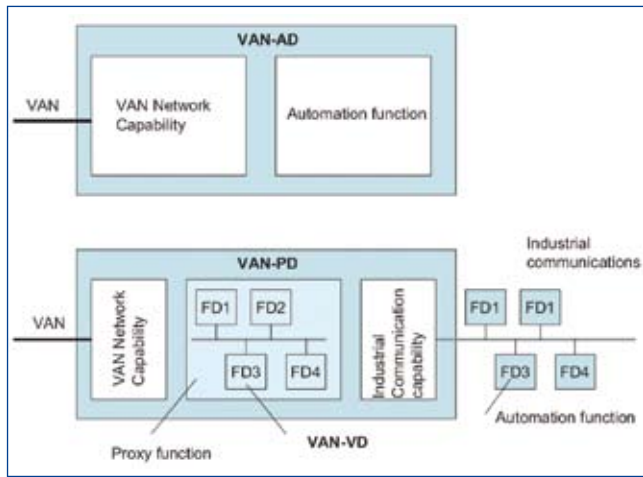 VAN-AD
VAN
VAN Network
Capability
Automation function
VAN-PD
Industrial
communications
VAN
VAN Network
Capability
FD1
FD2
FD3
FD4
Industrial
Communication
capability
FD1
FD1
FD3
FD4
Automation function
Proxy function
VAN-VD